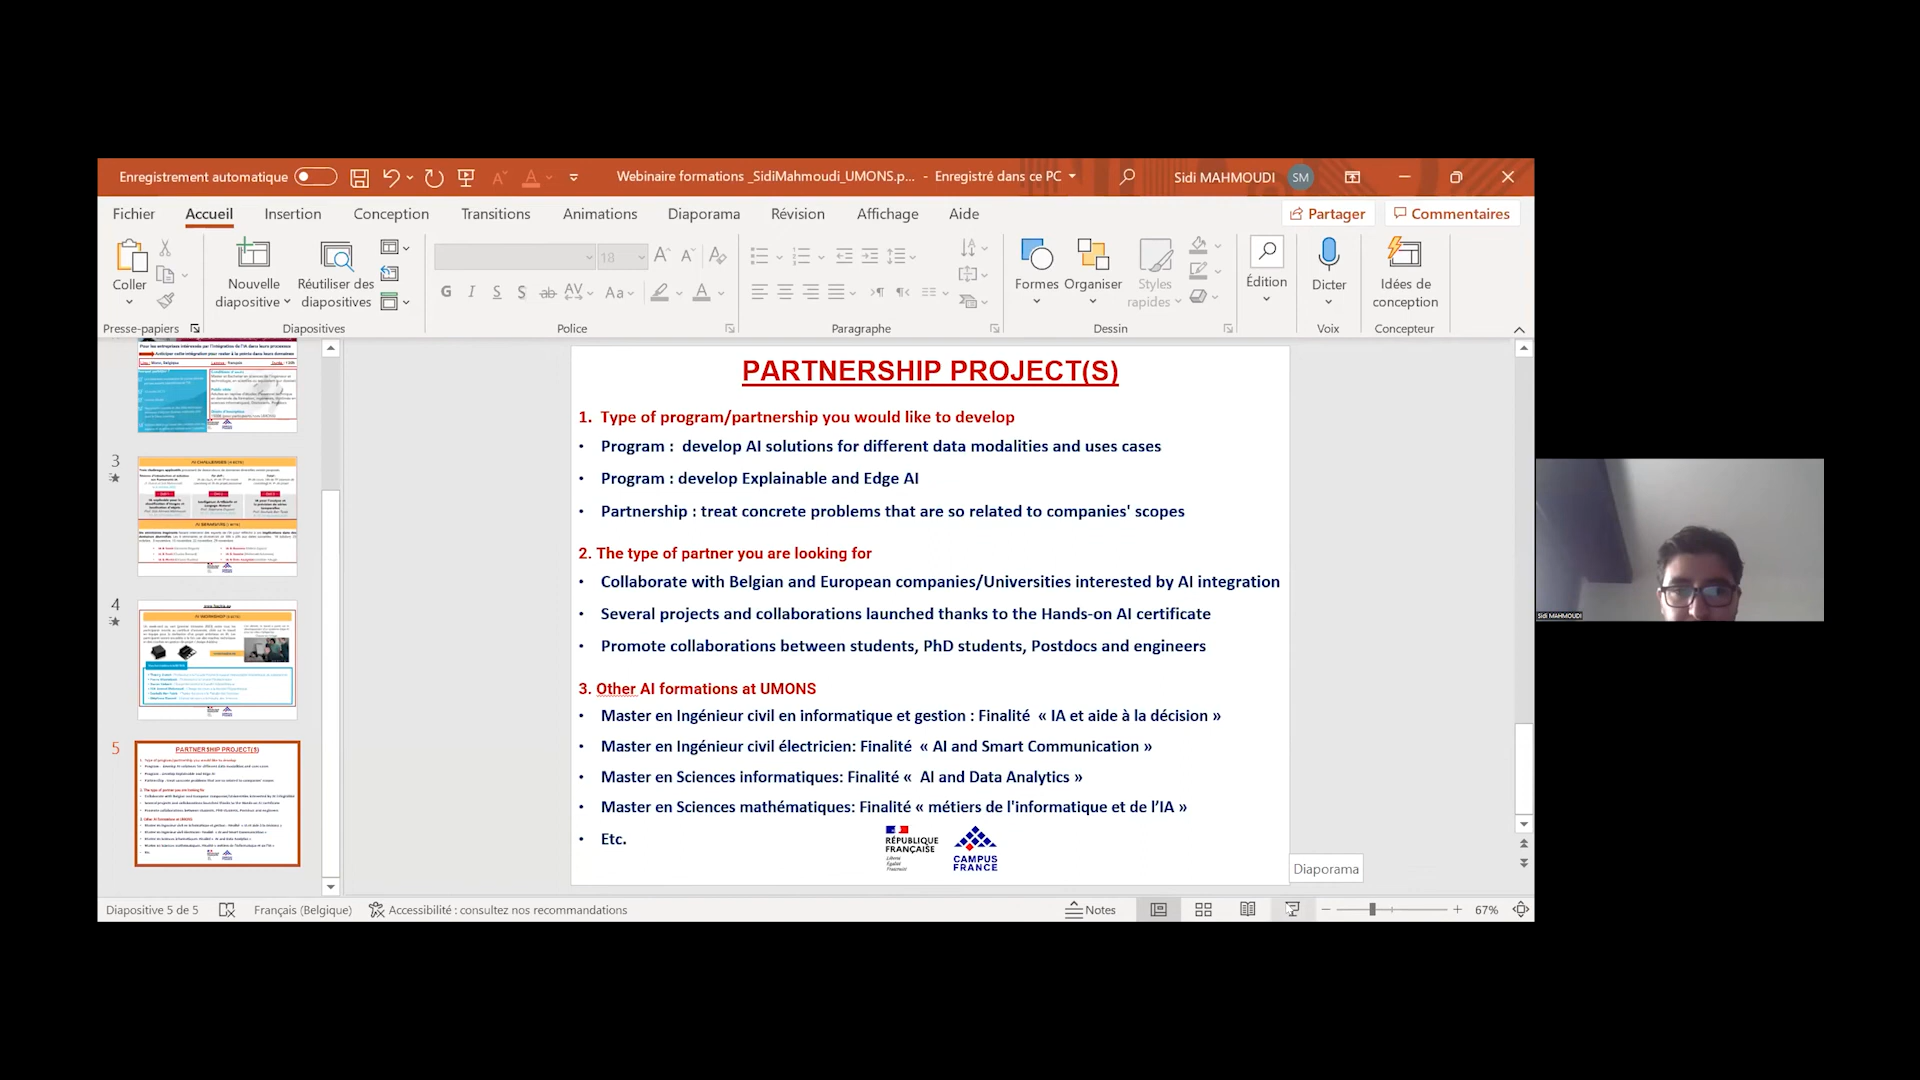 Enregistrement automatique
Webinaire formations _SidiMahmoudi_UMONS.p... - Enregistré dans ce PC
Sidi MAHMOUDI SM
Fichier Accueil Insertion Conception Transitions Animations Diaporama Révision Affichage Aide
Partager Commentaires
Coller
Nouvelle diapositive
Réutiliser des diapositives
18
G I S S ab AV Aa A
Formes Organiser Styles rapides
Édition
Dicter
Idées de conception
Presse-papiers Diapositives Police Paragraphe Dessin Voix Concepteur
3
4
5
PARTNERSHIP PROJECT(S)
1. Type of program/partnership you would like to develop
• Program : develop AI solutions for different data modalities and uses cases
• Program : develop Explainable and Edge AI
• Partnership : treat concrete problems that are so related to companies' scopes
2. The type of partner you are looking for
• Collaborate with Belgian and European companies/Universities interested by AI integration
• Several projects and collaborations launched thanks to the Hands-on AI certificate
• Promote collaborations between students, PhD students, Postdocs and engineers
3. Other AI formations at UMONS
• Master en Ingénieur civil en informatique et gestion : Finalité « IA et aide à la décision »
• Master en Ingénieur civil électricien: Finalité « AI and Smart Communication »
• Master en Sciences informatiques: Finalité « AI and Data Analytics »
• Master en Sciences mathématiques: Finalité « métiers de l'informatique et de l’IA »
• Etc.
RÉPUBLIQUE
FRANÇAISE
Liberté
Égalité
Fraternité
CAMPUS
FRANCE
Diaporama
Sidi MAHMOUDI
Diapositive 5 de 5 Français (Belgique) Accessibilité : consultez nos recommandations Notes 67%